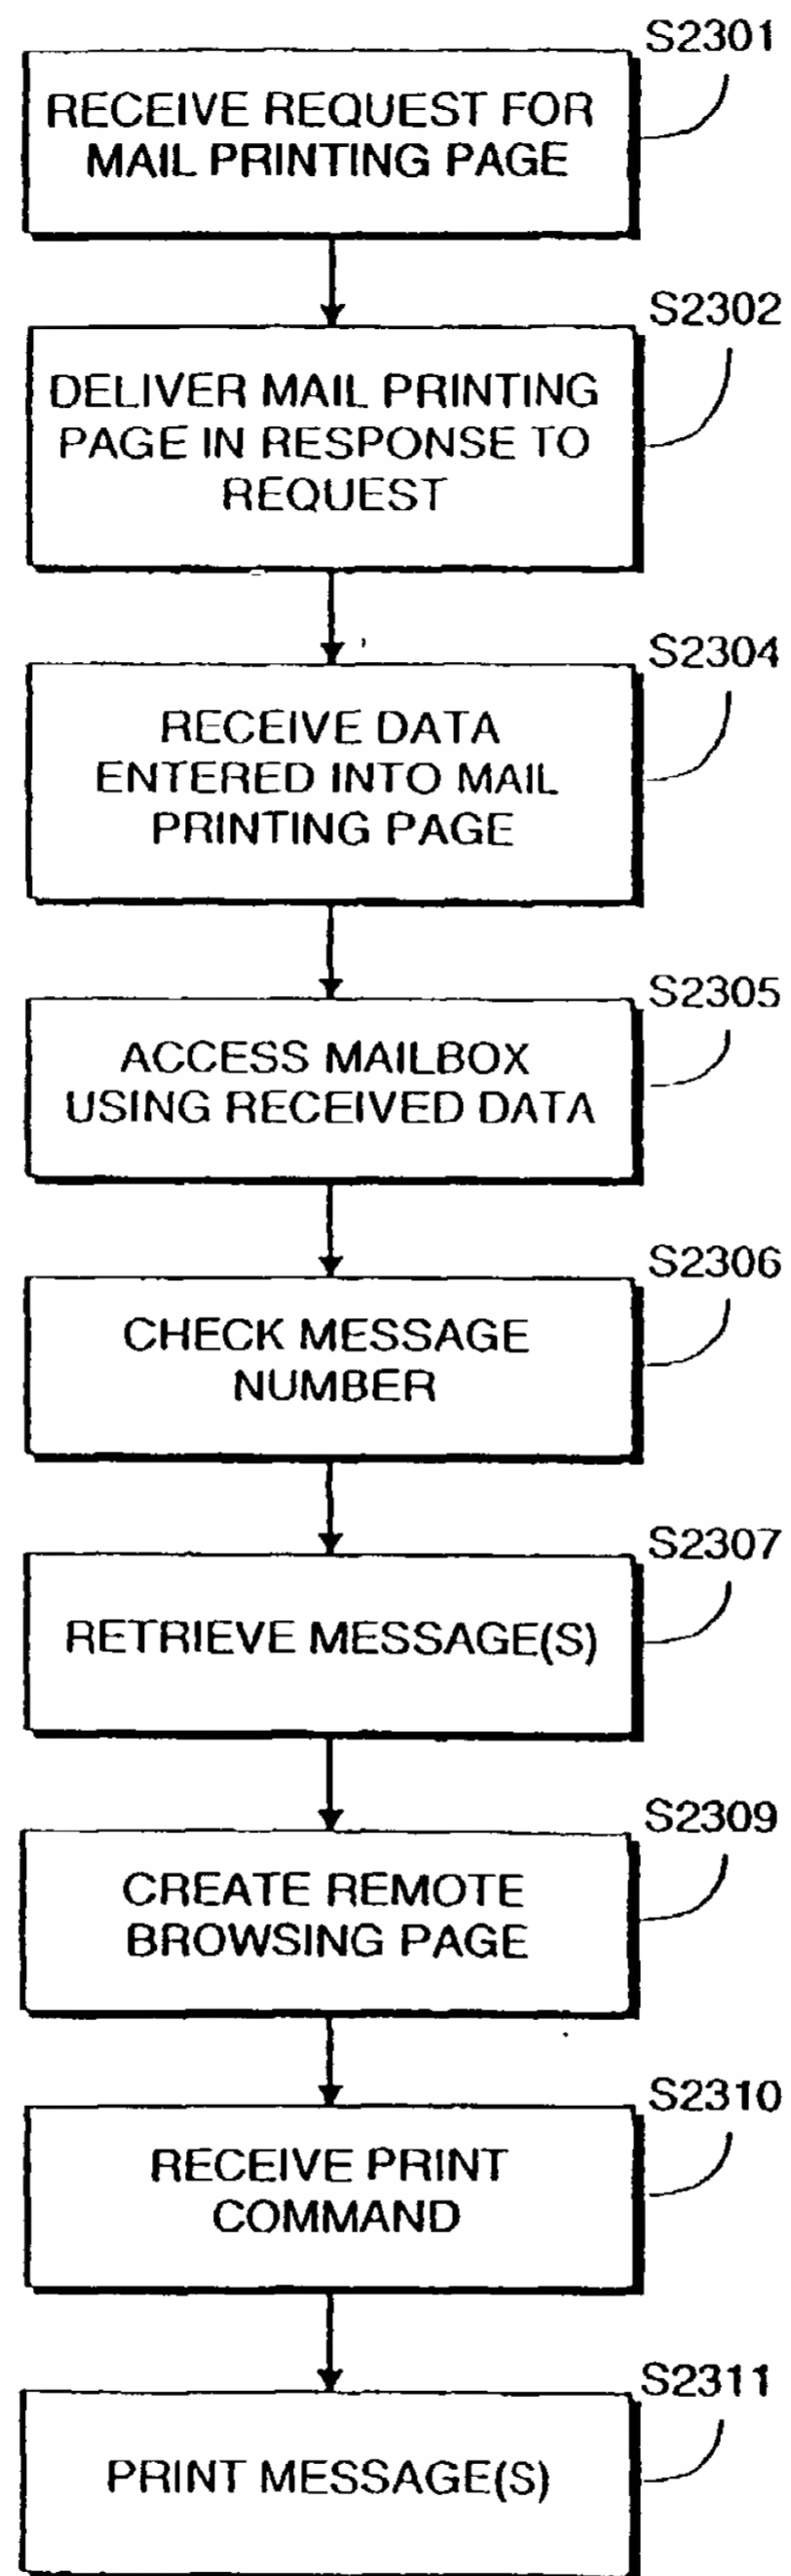 S2301
RECEIVE REQUEST FOR
MAIL PRINTING PAGE
S2302
DELIVER MAIL PRINTING
PAGE IN RESPONSE TO
REQUEST
S2304
RECEIVE DATA
ENTERED INTO MAIL
PRINTING PAGE
S2305
ACCESS MAILBOX
USING RECEIVED DATA
S2306
CHECK MESSAGE
NUMBER
S2307
RETRIEVE MESSAGE(S)
S2309
CREATE REMOTE
BROWSING PAGE
S2310
RECEIVE PRINT
COMMAND
S2311
PRINT MESSAGE(S)